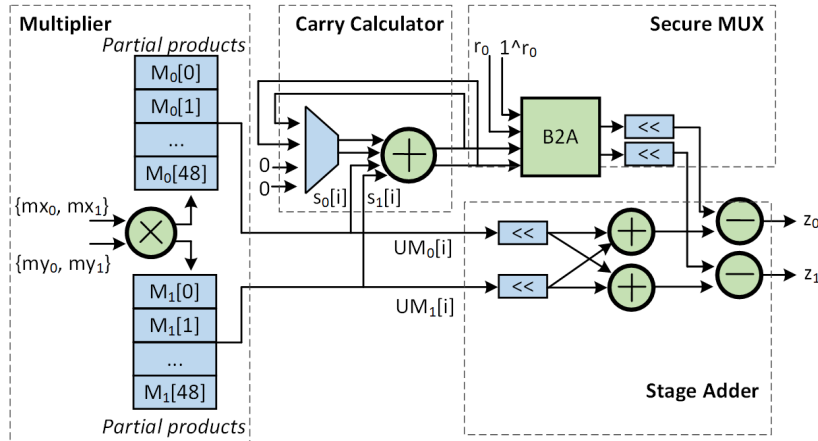 Multiplier
Carry Calculator
Secure MUX
Partial products
r₀ 1^r₀
M₀[0]
M₀[1]
...
M₀[48]
B2A
<<
<<
0
0
s₀[i] s₁[i]
{mx₀, mx₁}
{my₀, my₁}
UM₀[i]
<<
z₀
UM₁[i]
<<
z₁
M₁[0]
M₁[1]
...
M₁[48]
Partial products
Stage Adder